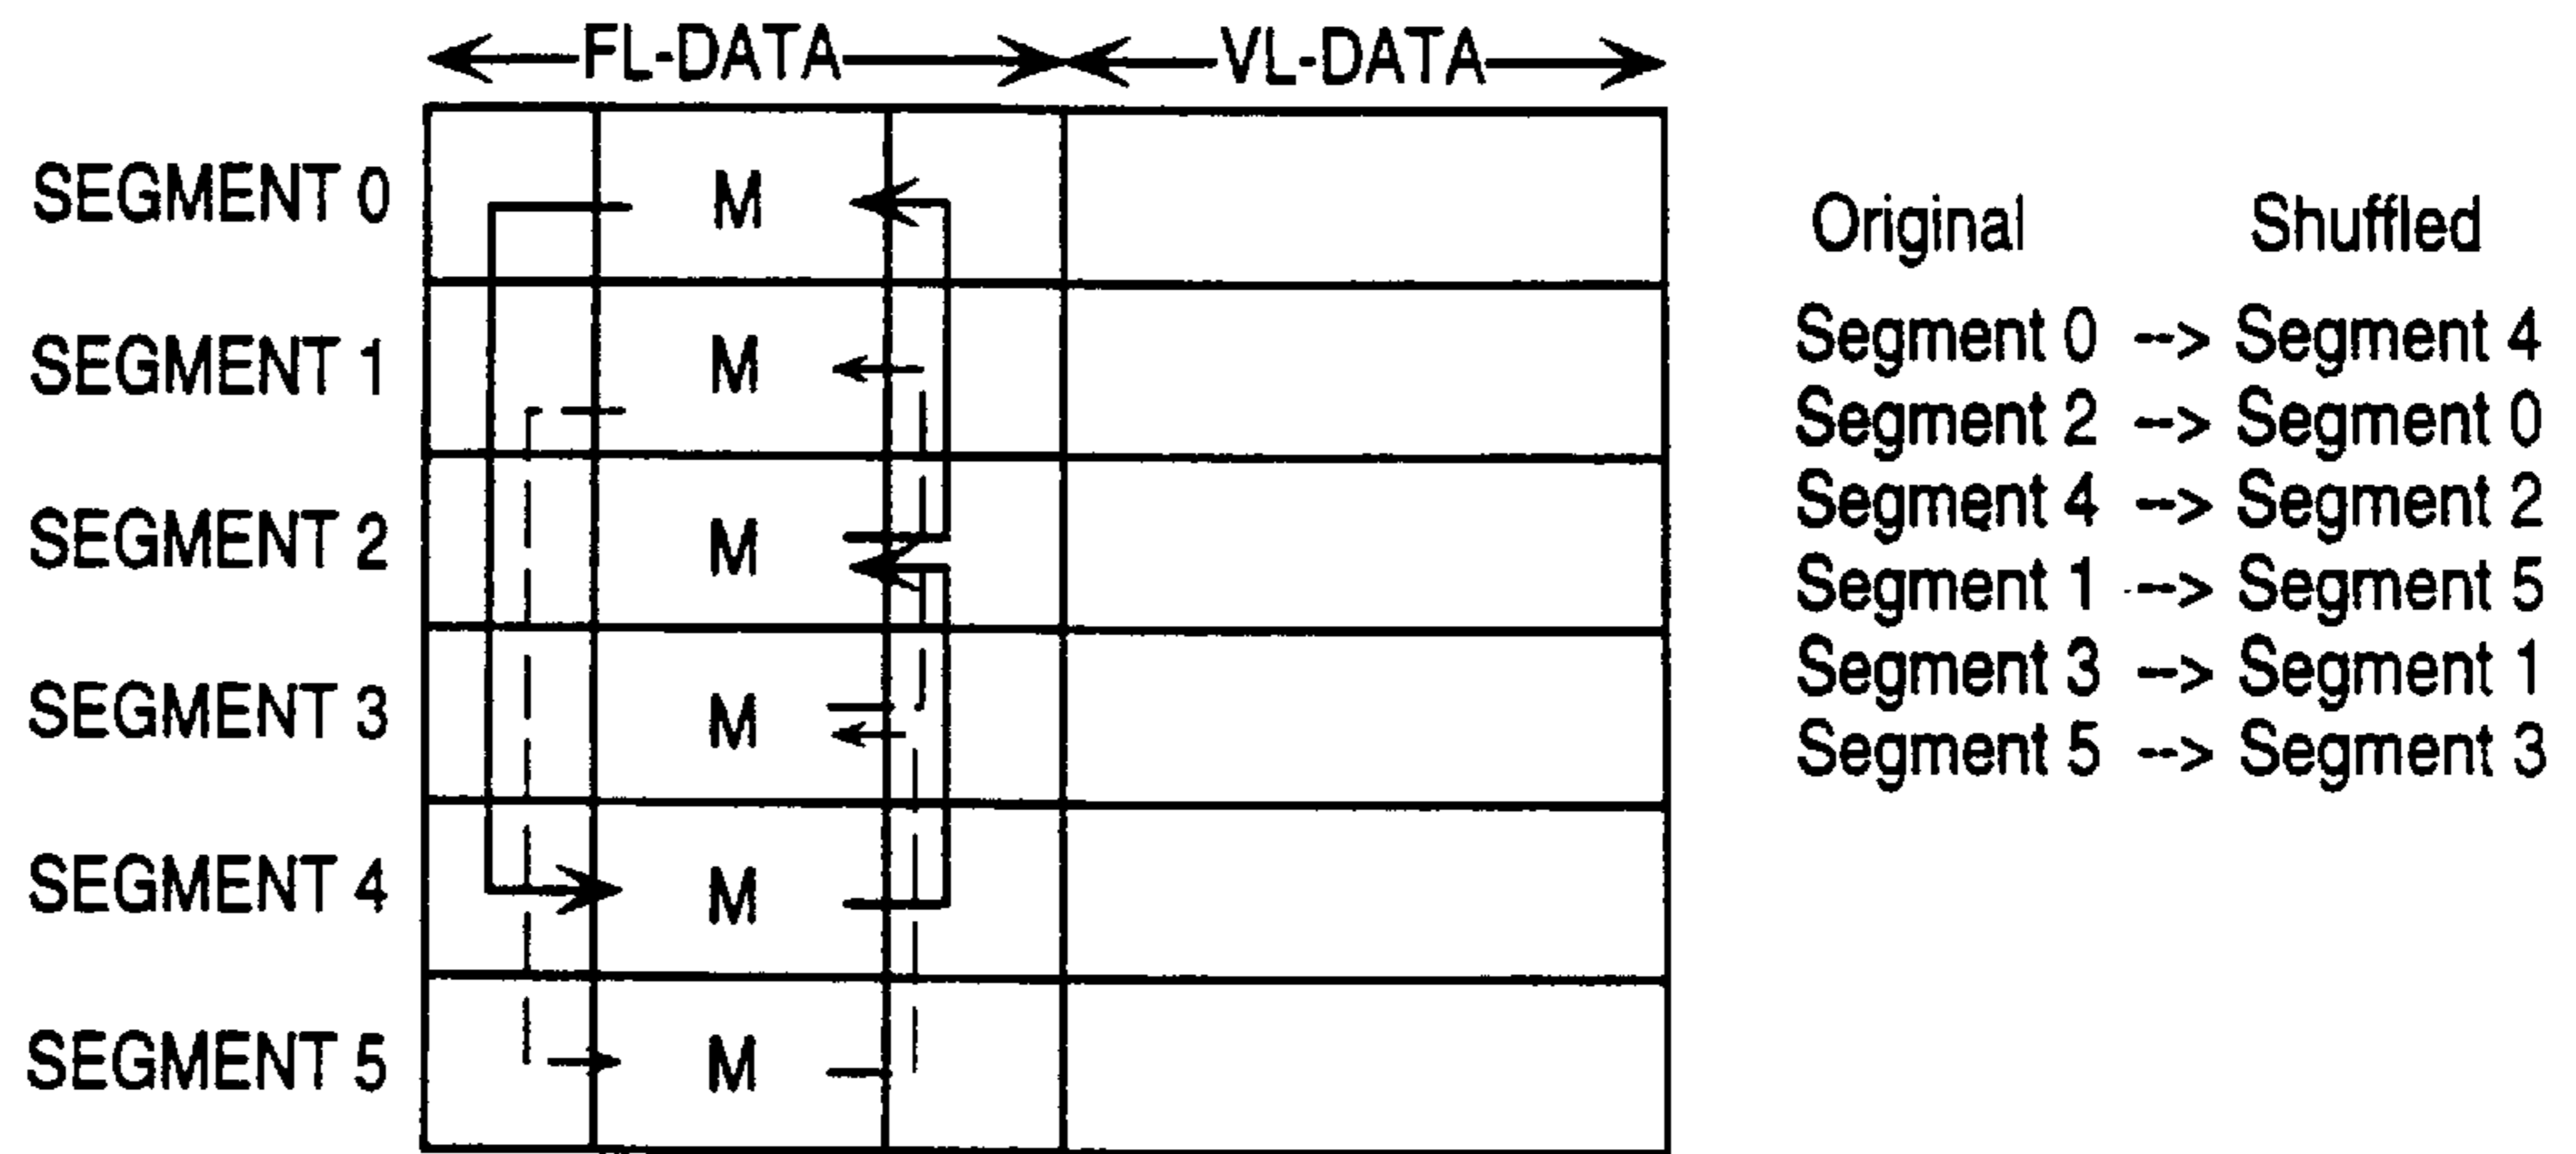 FL-DATA VL-DATA
SEGMENT 0 M
SEGMENT 1 M
SEGMENT 2 M
SEGMENT 3 M
SEGMENT 4 M
SEGMENT 5 M
Original Shuffled
Segment 0 --> Segment 4
Segment 2 --> Segment 0
Segment 4 --> Segment 2
Segment 1 --> Segment 5
Segment 3 --> Segment 1
Segment 5 --> Segment 3